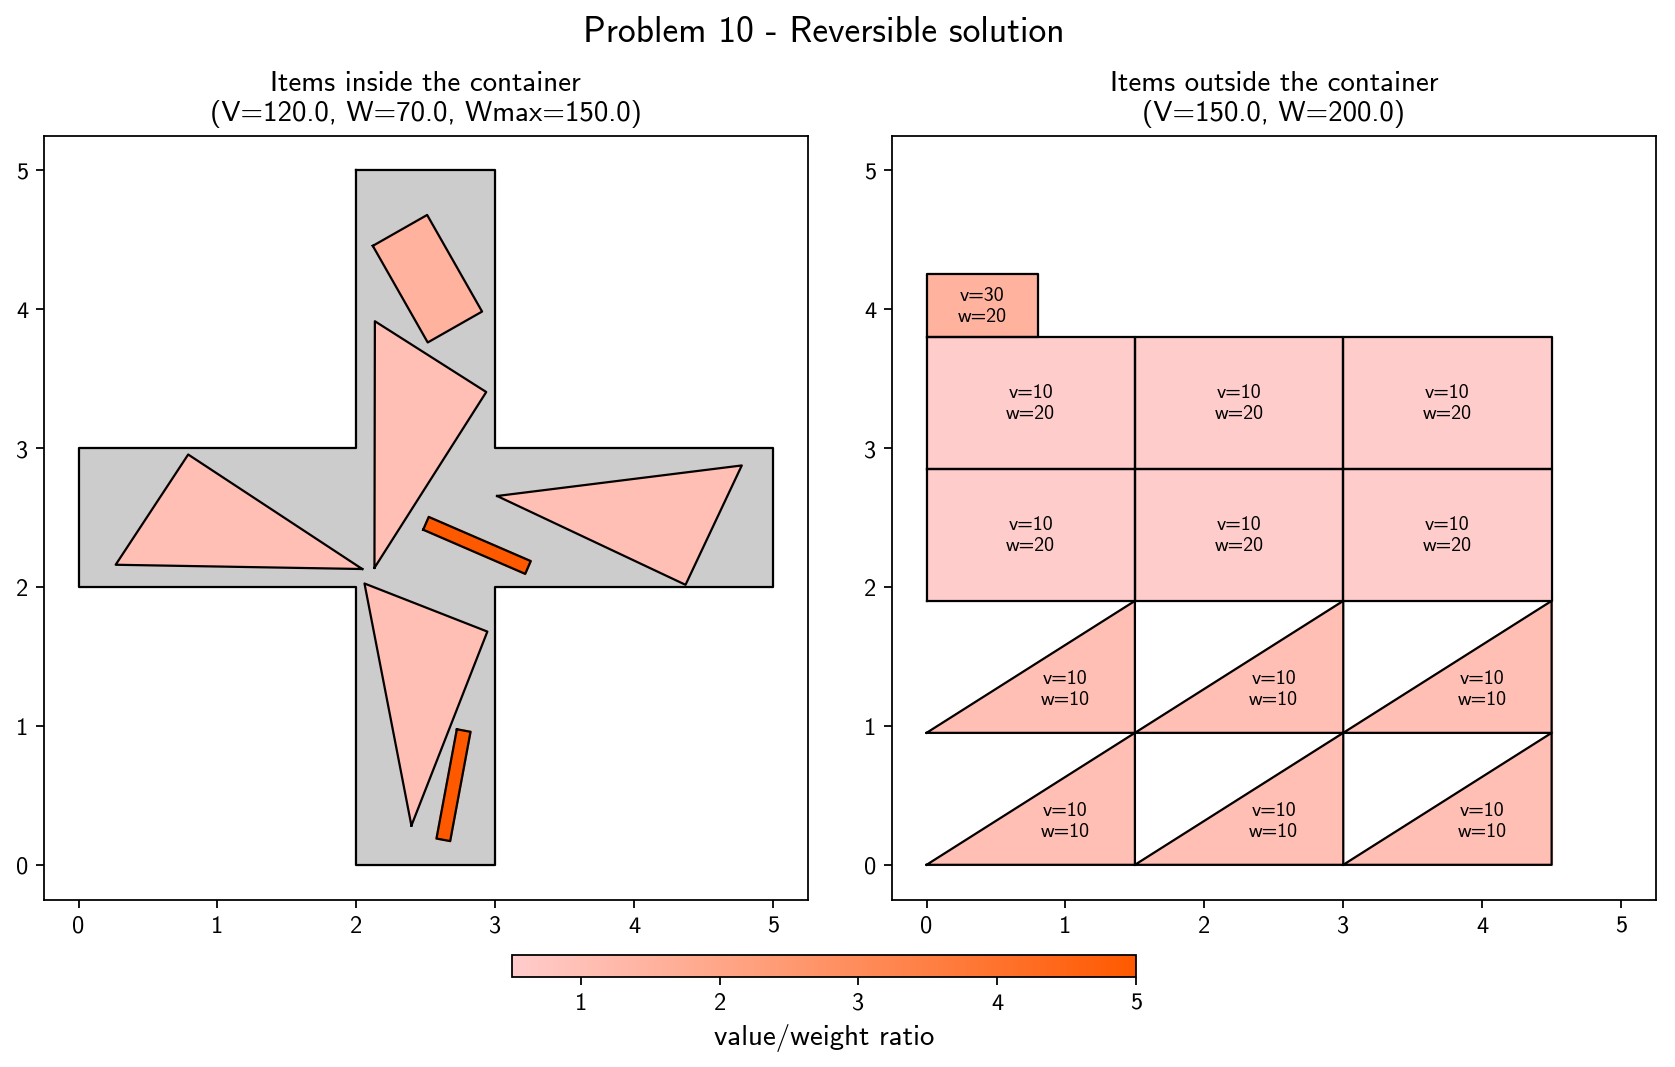 Problem 10 - Reversible solution
Items inside the container
(V=120.0, W=70.0, Wmax=150.0)
5
4
3
2
1
0
0 1 2 3 4 5
Items outside the container
(V=150.0, W=200.0)
5
4
3
2
1
0
v=30
w=20
v=10 v=10 v=10
w=20 w=20 w=20
v=10 v=10 v=10
w=20 w=20 w=20
v=10 v=10 v=10
w=10 w=10 w=10
v=10 v=10 v=10
w=10 w=10 w=10
0 1 2 3 4 5
1 2 3 4 5
value/weight ratio